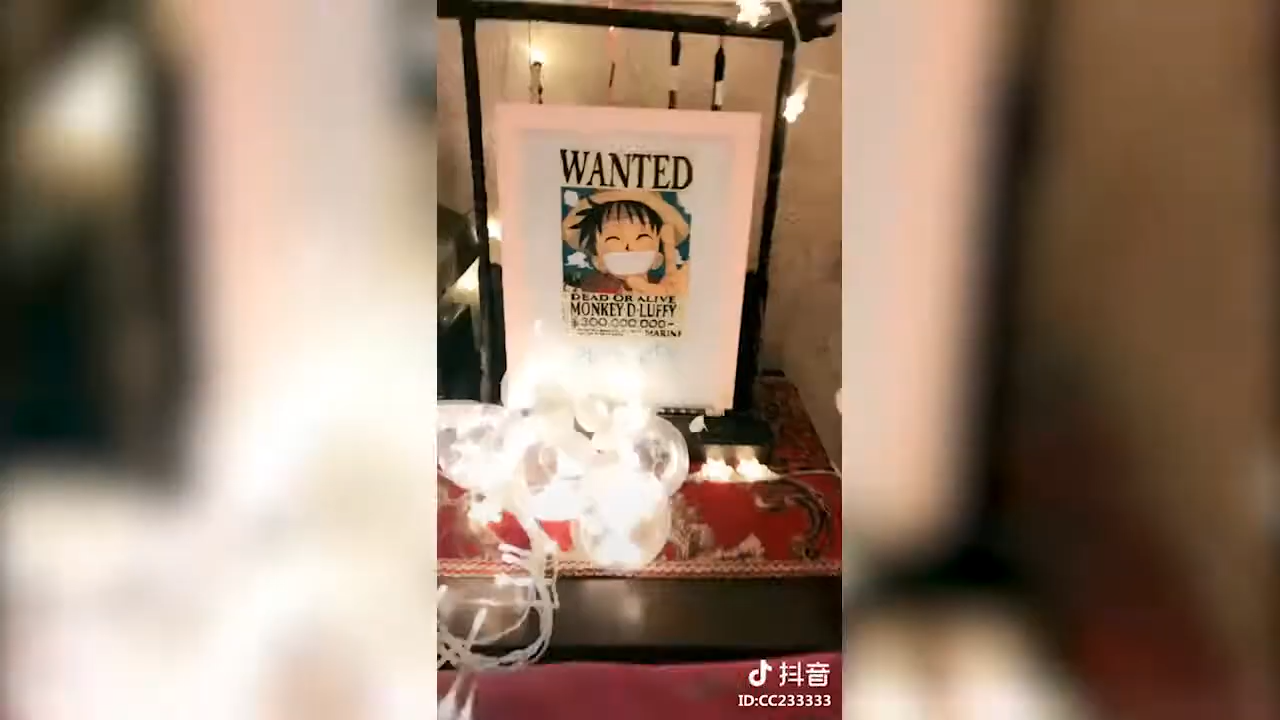 WANTED
DEAD OR ALIVE
MONKEY·D·LUFFY
300,000,000-
MARINE
抖音
ID:CC233333